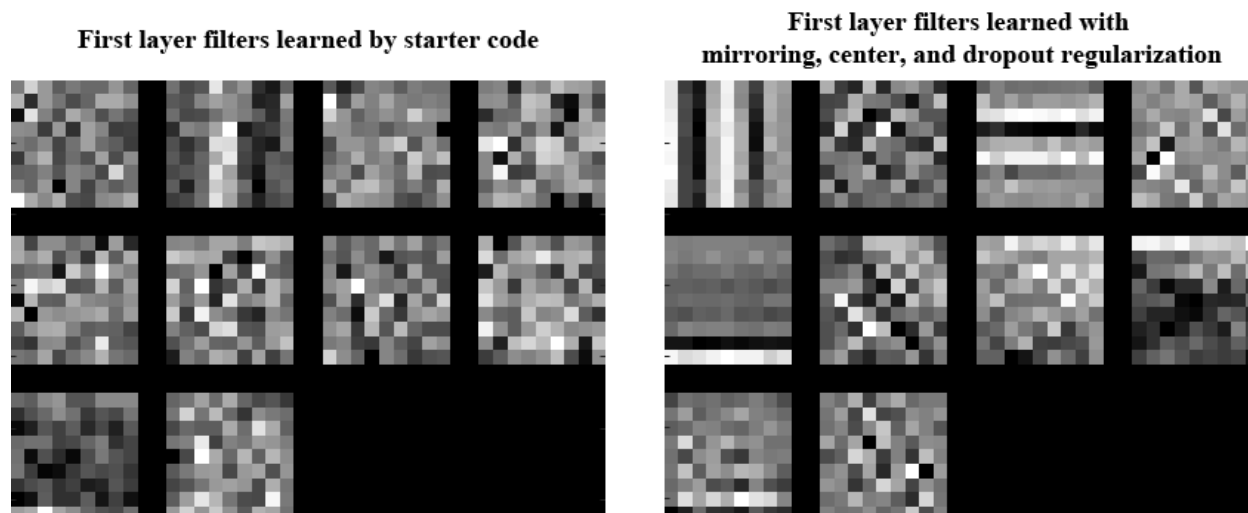 First layer filters learned by starter code
First layer filters learned with
mirroring, center, and dropout regularization